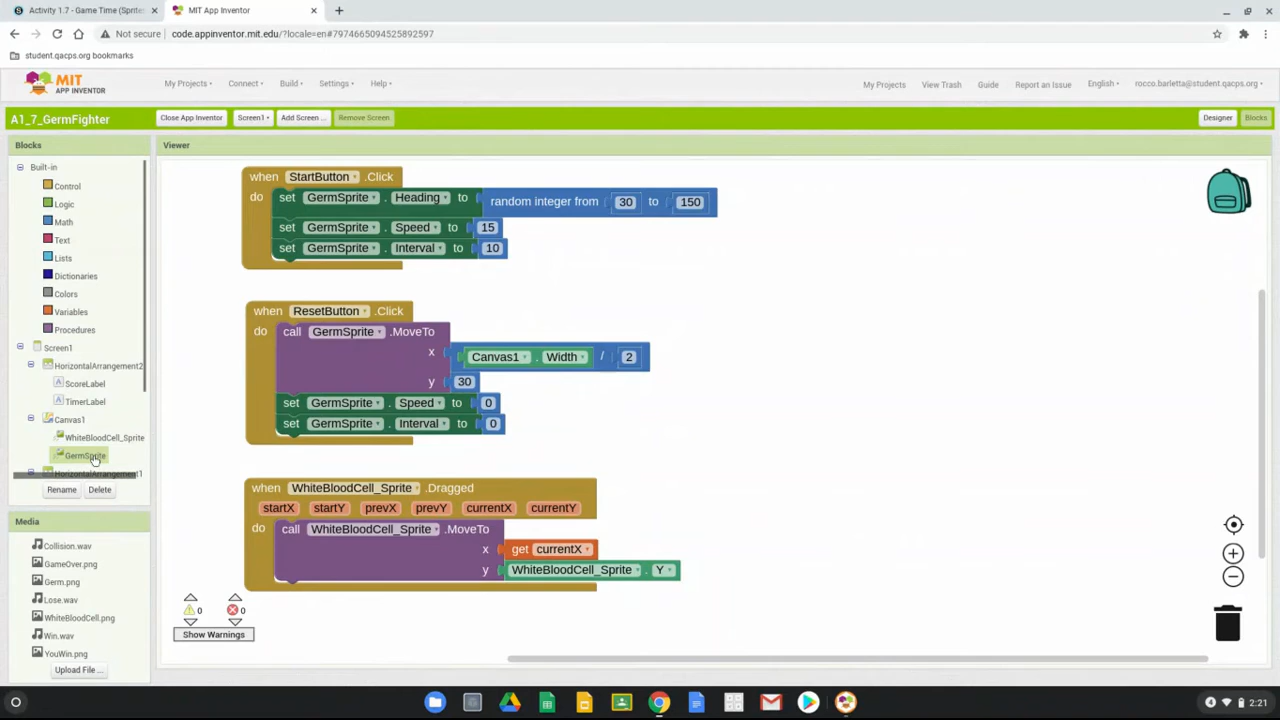 Activity 1.7 - Game Time (Sprites
MIT App Inventor
Not secure
code.appinventor.mit.edu/?locale=en#7974665094525892597
student.qacps.org bookmarks
MIT
APP INVENTOR
My Projects
Connect
Build
Settings
Help
My Projects
View Trash
Guide
Report an Issue
English
rocco.barletta@student.qacps.org
A1_7_GermFighter
Close App Inventor
Screen1
Add Screen ...
Remove Screen
Designer
Blocks
Blocks
Viewer
Built-in
Control
Logic
Math
Text
Lists
Dictionaries
Colors
Variables
Procedures
Screen1
HorizontalArrangement2
ScoreLabel
TimerLabel
Canvas1
WhiteBloodCell_Sprite
GermSprite
HorizontalArrangement1
Rename
Delete
Media
Collision.wav
GameOver.png
Germ.png
Lose.wav
WhiteBloodCell.png
Win.wav
YouWin.png
Upload File ...
when StartButton .Click
do set GermSprite . Heading to random integer from 30 to 150
set GermSprite . Speed to 15
set GermSprite . Interval to 10
when ResetButton .Click
do call GermSprite .MoveTo
x Canvas1 . Width / 2
y 30
set GermSprite . Speed to 0
set GermSprite . Interval to 0
when WhiteBloodCell_Sprite .Dragged
startX startY prevX prevY currentX currentY
do call WhiteBloodCell_Sprite .MoveTo
x get currentX
y WhiteBloodCell_Sprite . Y
0 0
Show Warnings
4 2:21